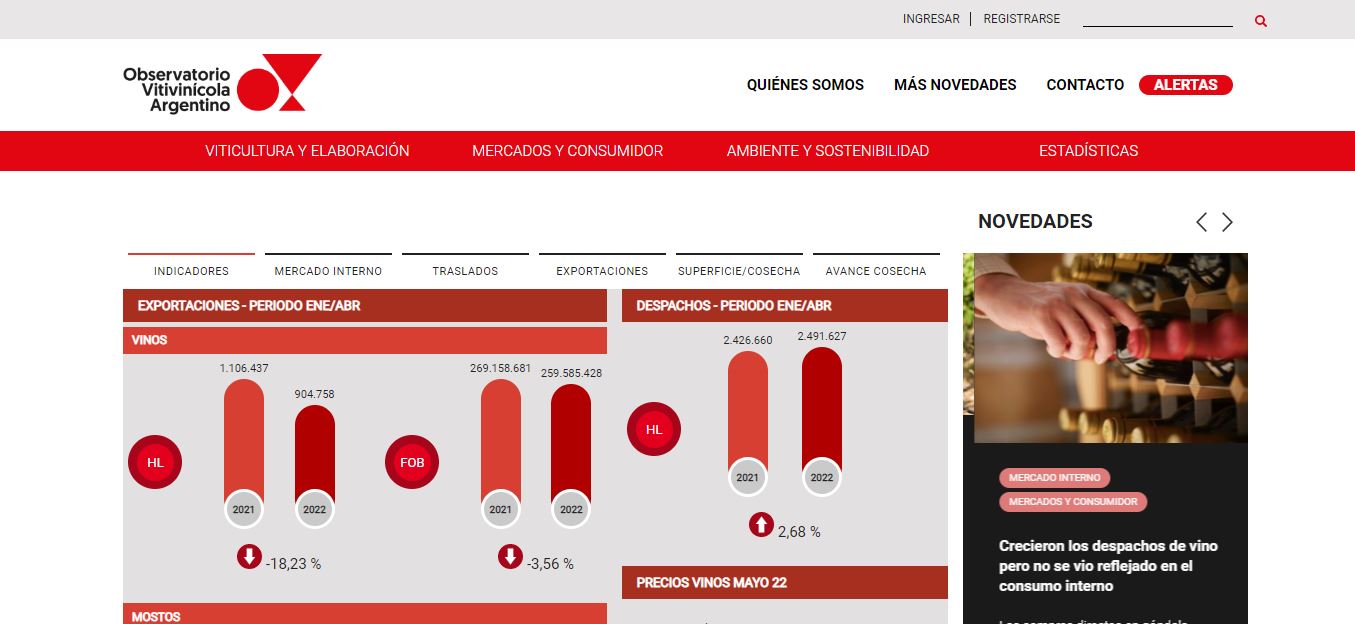 INGRESAR
REGISTRARSE
Observatorio
Vitivinícola
Argentino
QUIÉNES SOMOS
MÁS NOVEDADES
CONTACTO
ALERTAS
VITICULTURA Y ELABORACIÓN
MERCADOS Y CONSUMIDOR
AMBIENTE Y SOSTENIBILIDAD
ESTADÍSTICAS
INDICADORES
MERCADO INTERNO
TRASLADOS
EXPORTACIONES
SUPERFICIE/COSECHA
AVANCE COSECHA
EXPORTACIONES - PERIODO ENE/ABR
VINOS
1.106.437
904.758
HL
2021
2022
-18,23 %
269.158.681
259.585.428
FOB
2021
2022
-3,56 %
MOSTOS
DESPACHOS - PERIODO ENE/ABR
2.426.660
2.491.627
HL
2021
2022
2,68 %
PRECIOS VINOS MAYO 22
NOVEDADES
MERCADO INTERNO
MERCADOS Y CONSUMIDOR
Crecieron los despachos de vino
pero no se vio reflejado en el
consumo interno